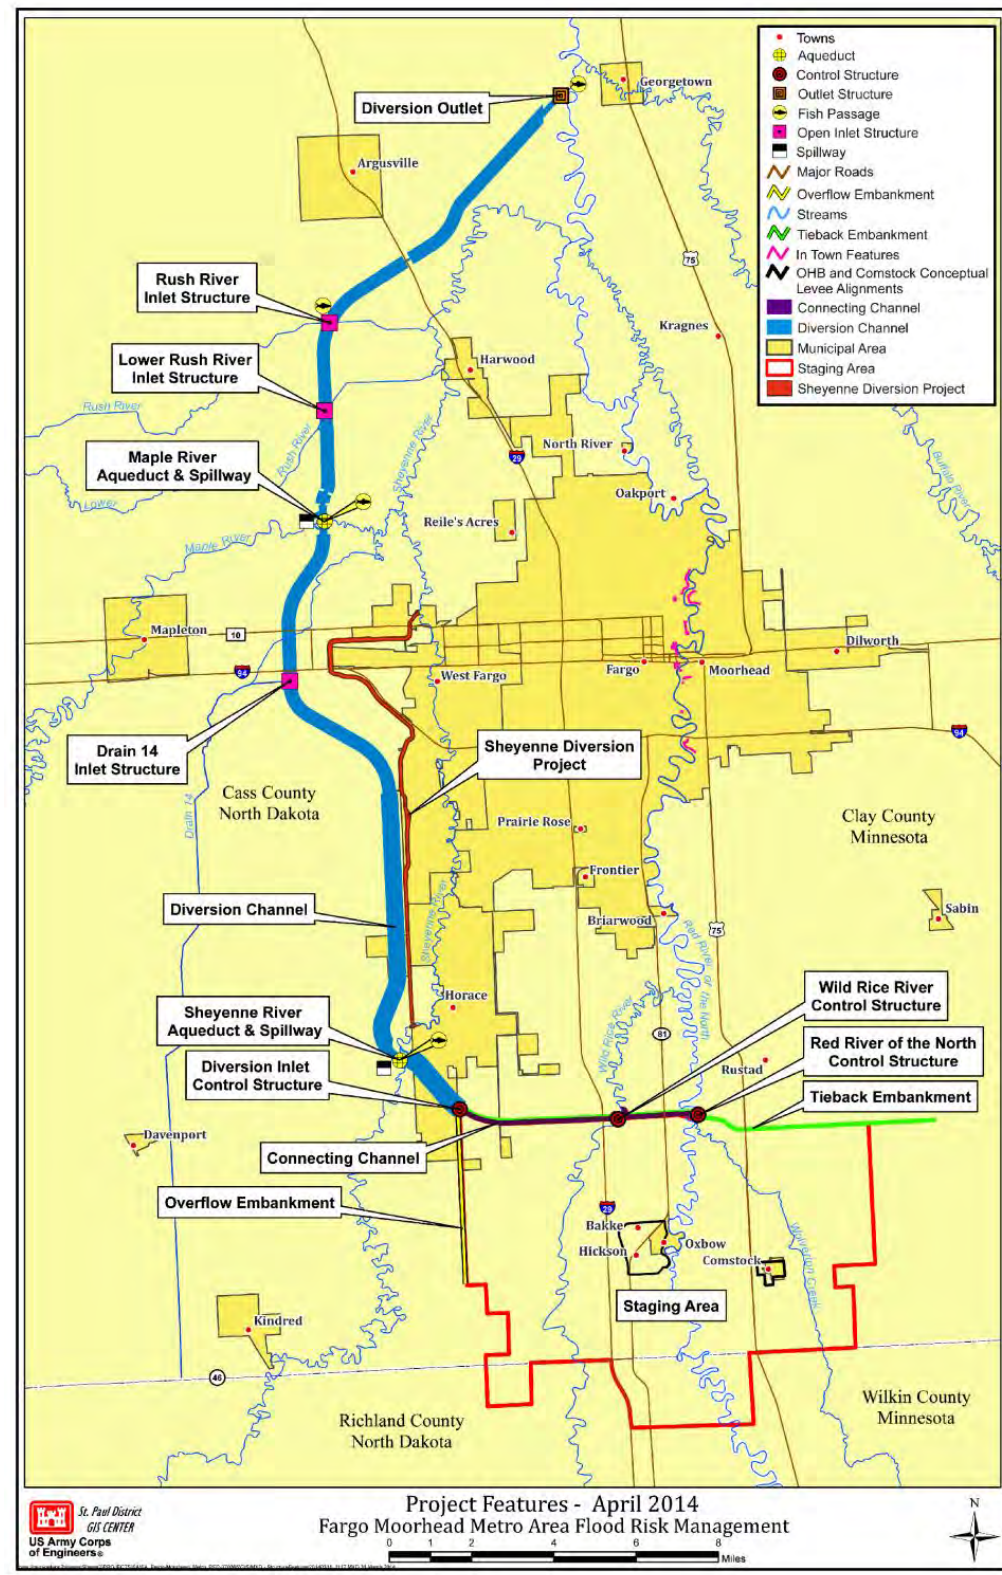 Towns
Aqueduct
Control Structure
Outlet Structure
Fish Passage
Open Inlet Structure
Spillway
Major Roads
Overflow Embankment
Streams
Tieback Embankment
In Town Features
OHB and Comstock Conceptual
Levee Alignments
Connecting Channel
Diversion Channel
Municipal Area
Staging Area
Sheyenne Diversion Project
Georgetown
Diversion Outlet
Argusville
75
Rush River
Inlet Structure
Kragnes
Lower Rush River
Inlet Structure
Harwood
Rush River
Rush River
Sheyenne River
North River
29
Maple River
Aqueduct & Spillway
Buffalo River
Oakport
Lower
Reile's Acres
Maple River
Mapleton
10
Dilworth
94
West Fargo
Fargo
Moorhead
Drain 14
Inlet Structure
Sheyenne Diversion
Project
94
Cass County
North Dakota
Drain 14
Prairie Rose
Clay County
Minnesota
Frontier
Diversion Channel
Briarwood
Sabin
Sheyenne River
Red River of the North
75
Horace
Wild Rice River
Control Structure
Sheyenne River
Aqueduct & Spillway
Wild Rice River
81
Red River of the North
Control Structure
Diversion Inlet
Control Structure
Rustad
Tieback Embankment
Davenport
Connecting Channel
Overflow Embankment
29
Bakke
Hickson
Oxbow
Comstock
Wolverton Creek
Staging Area
Kindred
46
Richland County
North Dakota
Wilkin County
Minnesota
St. Paul District
GIS CENTER
US Army Corps
of Engineers®
Project Features - April 2014
Fargo Moorhead Metro Area Flood Risk Management
0 1 2 4 6 8
Miles
N